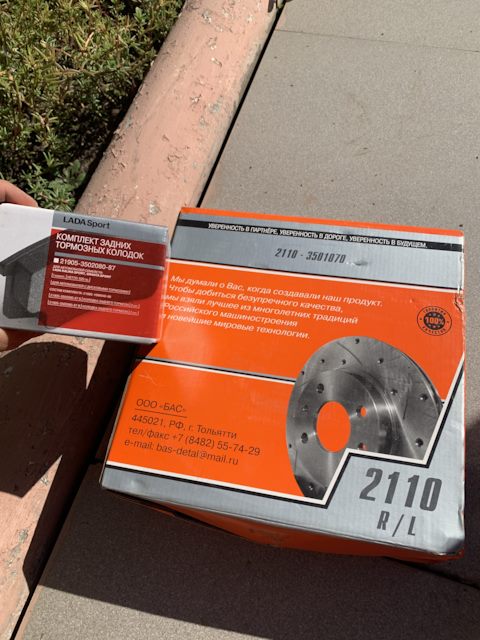 LADA Sport
КОМПЛЕКТ ЗАДНИХ
ТОРМОЗНЫХ КОЛОДОК
21905-3502080-97
УВЕРЕННОСТЬ В ПАРТНЁРЕ, УВЕРЕННОСТЬ В ДОРОГЕ, УВЕРЕННОСТЬ В БУДУЩЕМ.
2110 - 3501070
Мы думали о Вас, когда создавали наш продукт.
Чтобы добиться безупречного качества,
мы взяли лучшее из многолетних традиций
Российского машиностроения
и новейшие мировые технологии.
100%
ООО «БАС»
445021, РФ, г. Тольятти
тел/факс +7 (8482) 55-74-29
e-mail: bas-detal@mail.ru
2110
R/L